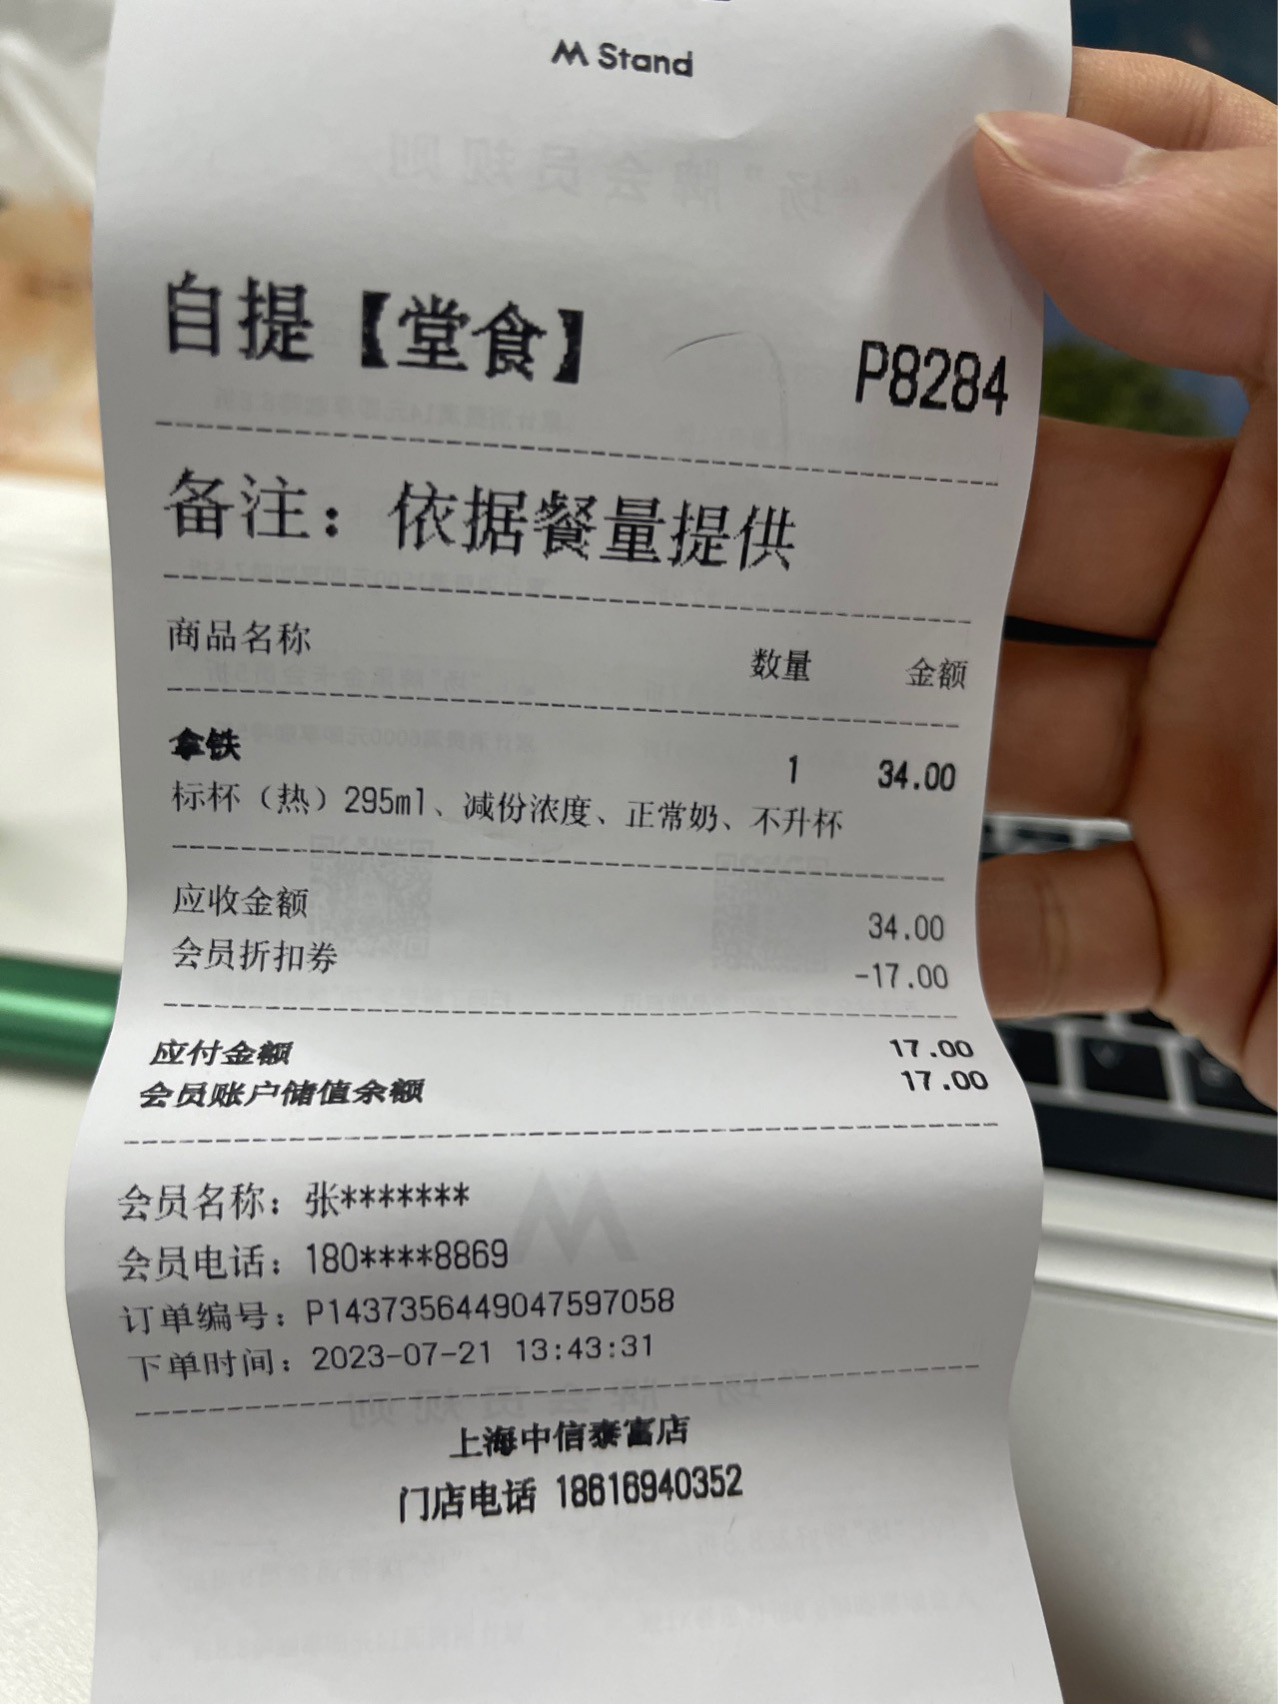 M Stand
自提【堂食】 P8284
备注：依据餐量提供
商品名称 数量 金额
拿铁 1 34.00
标杯（热）295ml、减份浓度、正常奶、不升杯
应收金额 34.00
会员折扣券 -17.00
应付金额 17.00
会员账户储值余额 17.00
会员名称：张*******
会员电话：180****8869
订单编号：P1437356449047597058
下单时间：2023-07-21 13:43:31
上海中信泰富店
门店电话 18616940352